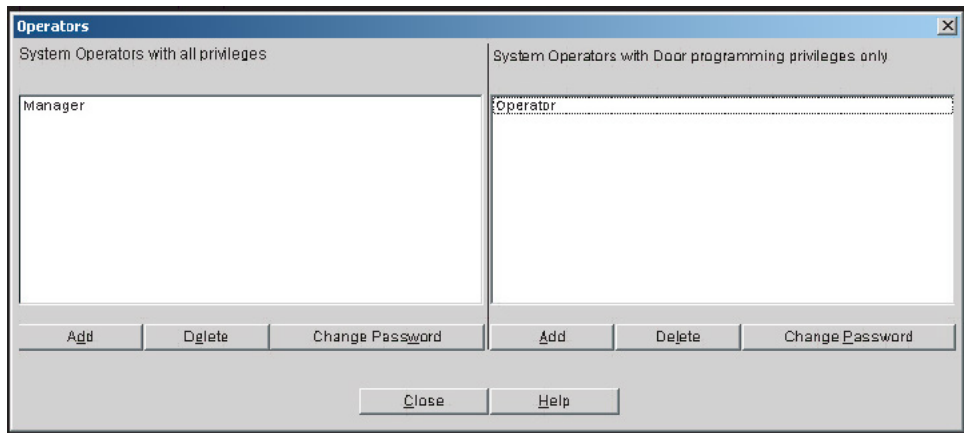 Operators
System Operators with all privileges
System Operators with Door programming privileges only
Manager
Operator
Add Delete Change Password Add Delete Change Password
Close Help